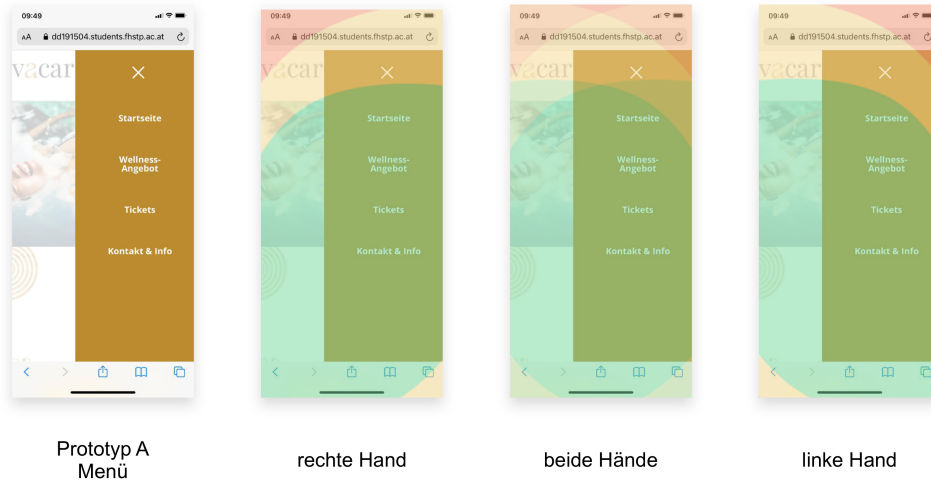 09:49
AA dd191504.students.fhstp.ac.at
vacar
Startseite
Wellness-
Angebot
Tickets
Kontakt & Info
Prototyp A
Menü
09:49
AA dd191504.students.fhstp.ac.at
vacar
Startseite
Wellness-
Angebot
Tickets
Kontakt & Info
rechte Hand
09:49
AA dd191504.students.fhstp.ac.at
vacar
Startseite
Wellness-
Angebot
Tickets
Kontakt & Info
beide Hände
09:49
AA dd191504.students.fhstp.ac.at
vacar
Startseite
Wellness-
Angebot
Tickets
Kontakt & Info
linke Hand